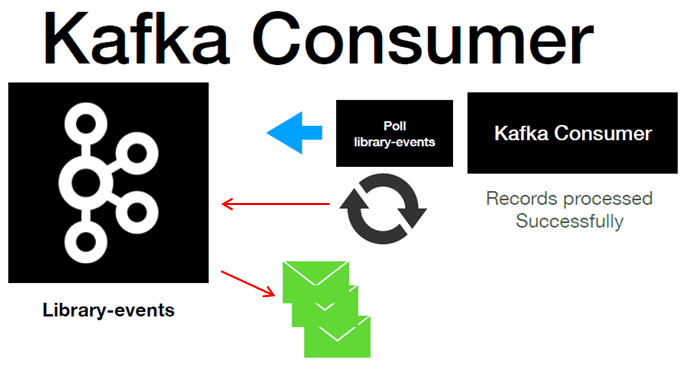 Kafka Consumer
Poll
library-events
Kafka Consumer
Records processed
Successfully
Library-events